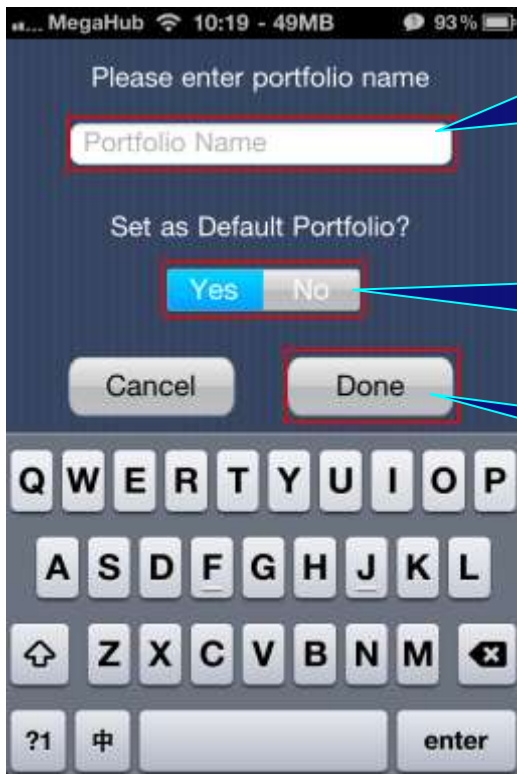 MegaHub 10:19 - 49MB 93%
Please enter portfolio name
Portfolio Name
Set as Default Portfolio?
Yes No
Cancel Done
Q W E R T Y U I O P
A S D F G H J K L
Z X C V B N M
?1 中 enter